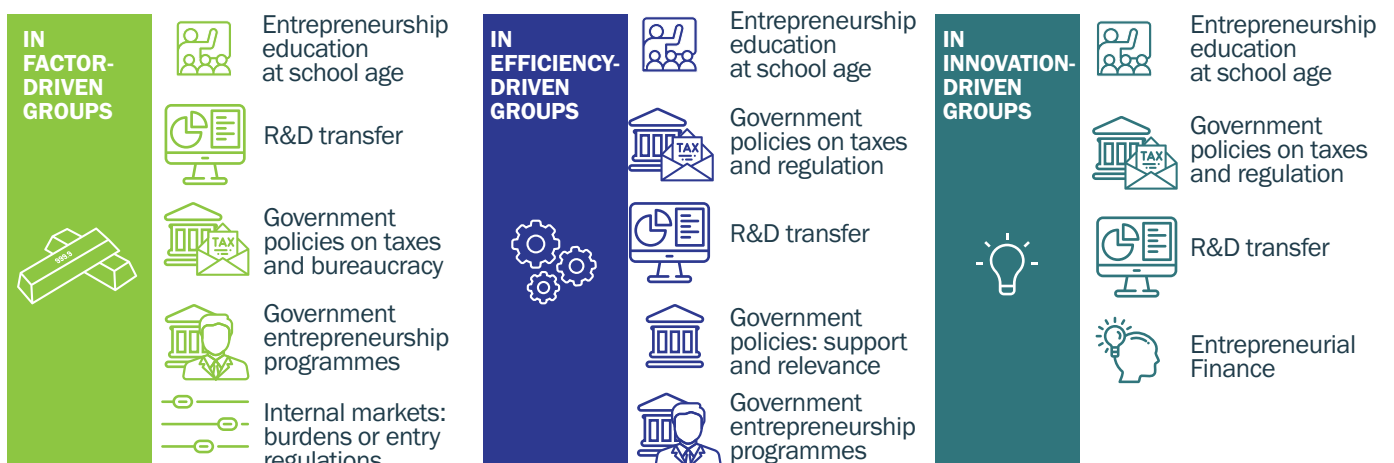 IN
FACTOR-
DRIVEN
GROUPS
999.9
Entrepreneurship
education
at school age
R&D transfer
TAX
Government
policies on taxes
and bureaucracy
Government
entrepreneurship
programmes
Internal markets:
burdens or entry
regulations
IN
EFFICIENCY-
DRIVEN
GROUPS
Entrepreneurship
education
at school age
TAX
Government
policies on taxes
and regulation
R&D transfer
Government
policies: support
and relevance
Government
entrepreneurship
programmes
IN
INNOVATION-
DRIVEN
GROUPS
Entrepreneurship
education
at school age
TAX
Government
policies on taxes
and regulation
R&D transfer
Entrepreneurial
Finance